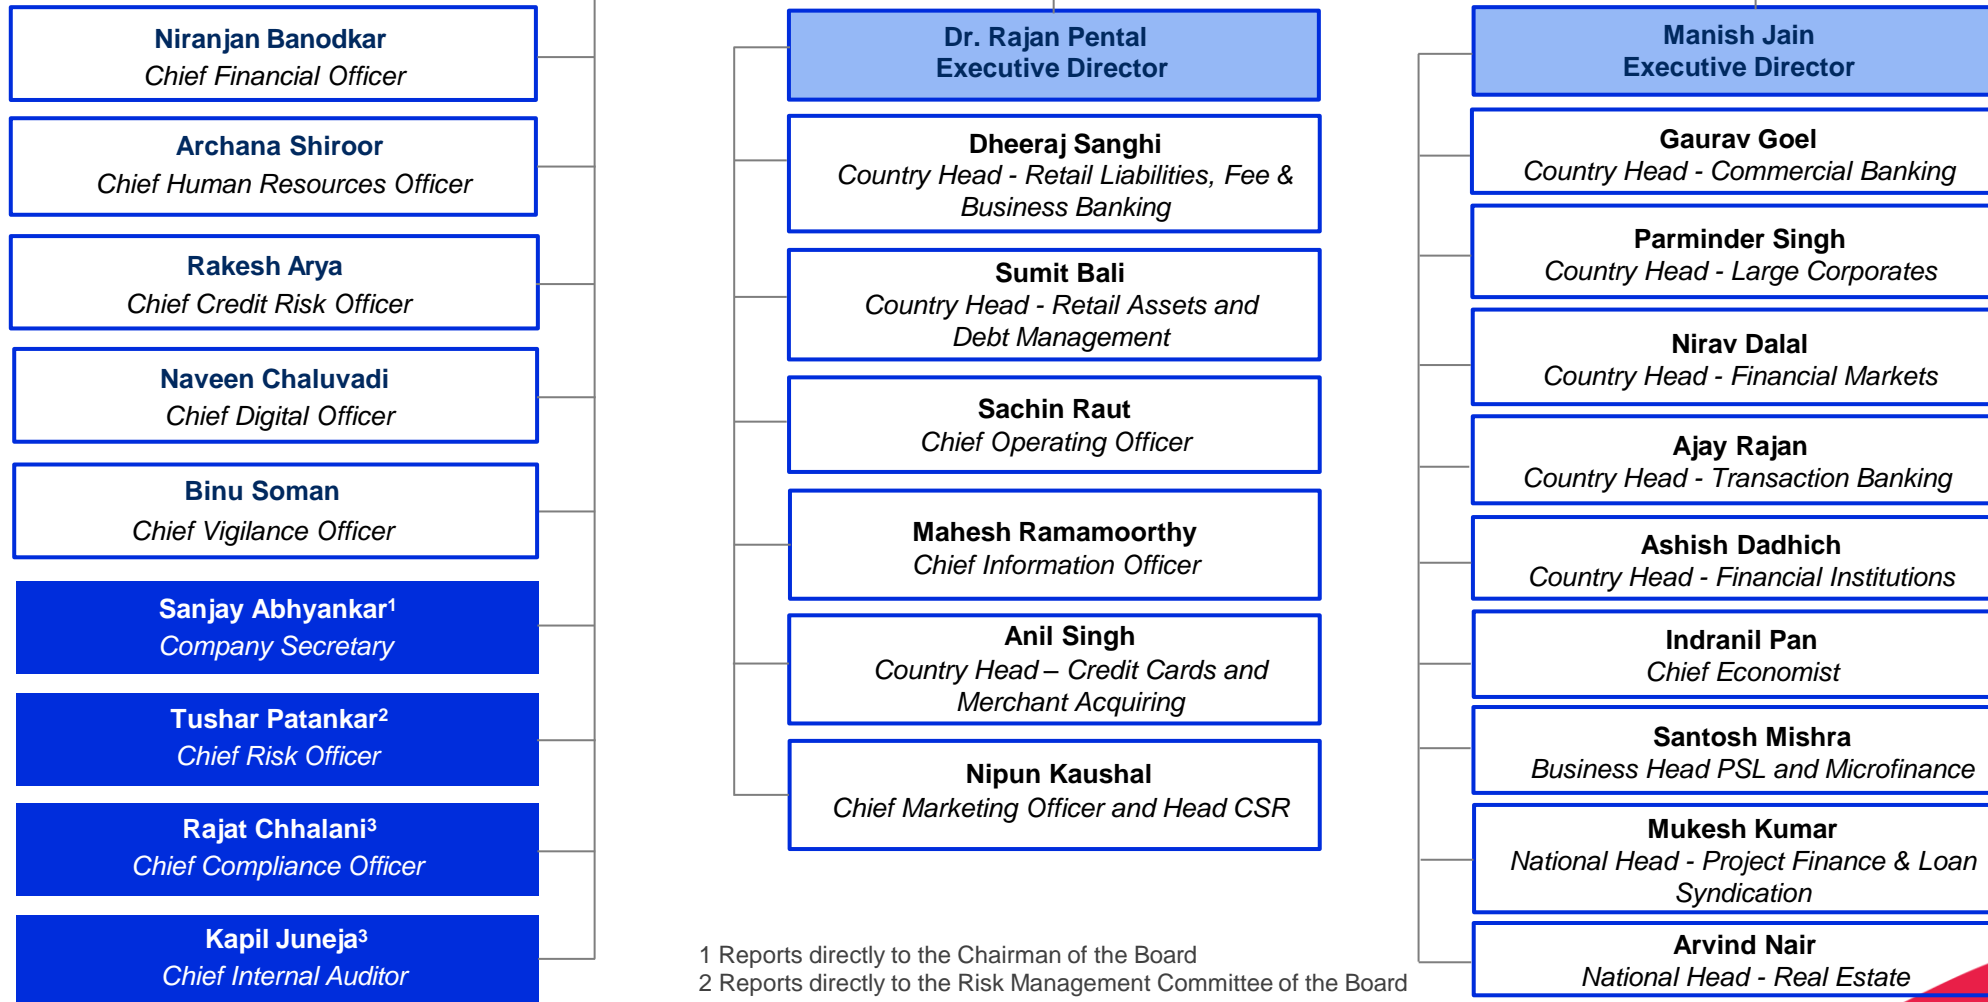 Niranjan Banodkar
Chief Financial Officer
Archana Shiroor
Chief Human Resources Officer
Rakesh Arya
Chief Credit Risk Officer
Naveen Chaluvadi
Chief Digital Officer
Binu Soman
Chief Vigilance Officer
Sanjay Abhyankar¹
Company Secretary
Tushar Patankar²
Chief Risk Officer
Rajat Chhalani³
Chief Compliance Officer
Kapil Juneja³
Chief Internal Auditor
Dr. Rajan Pental
Executive Director
Dheeraj Sanghi
Country Head - Retail Liabilities, Fee &
Business Banking
Sumit Bali
Country Head - Retail Assets and
Debt Management
Sachin Raut
Chief Operating Officer
Mahesh Ramamoorthy
Chief Information Officer
Anil Singh
Country Head – Credit Cards and
Merchant Acquiring
Nipun Kaushal
Chief Marketing Officer and Head CSR
Manish Jain
Executive Director
Gaurav Goel
Country Head - Commercial Banking
Parminder Singh
Country Head - Large Corporates
Nirav Dalal
Country Head - Financial Markets
Ajay Rajan
Country Head - Transaction Banking
Ashish Dadhich
Country Head - Financial Institutions
Indranil Pan
Chief Economist
Santosh Mishra
Business Head PSL and Microfinance
Mukesh Kumar
National Head - Project Finance & Loan
Syndication
Arvind Nair
National Head - Real Estate
1 Reports directly to the Chairman of the Board
2 Reports directly to the Risk Management Committee of the Board